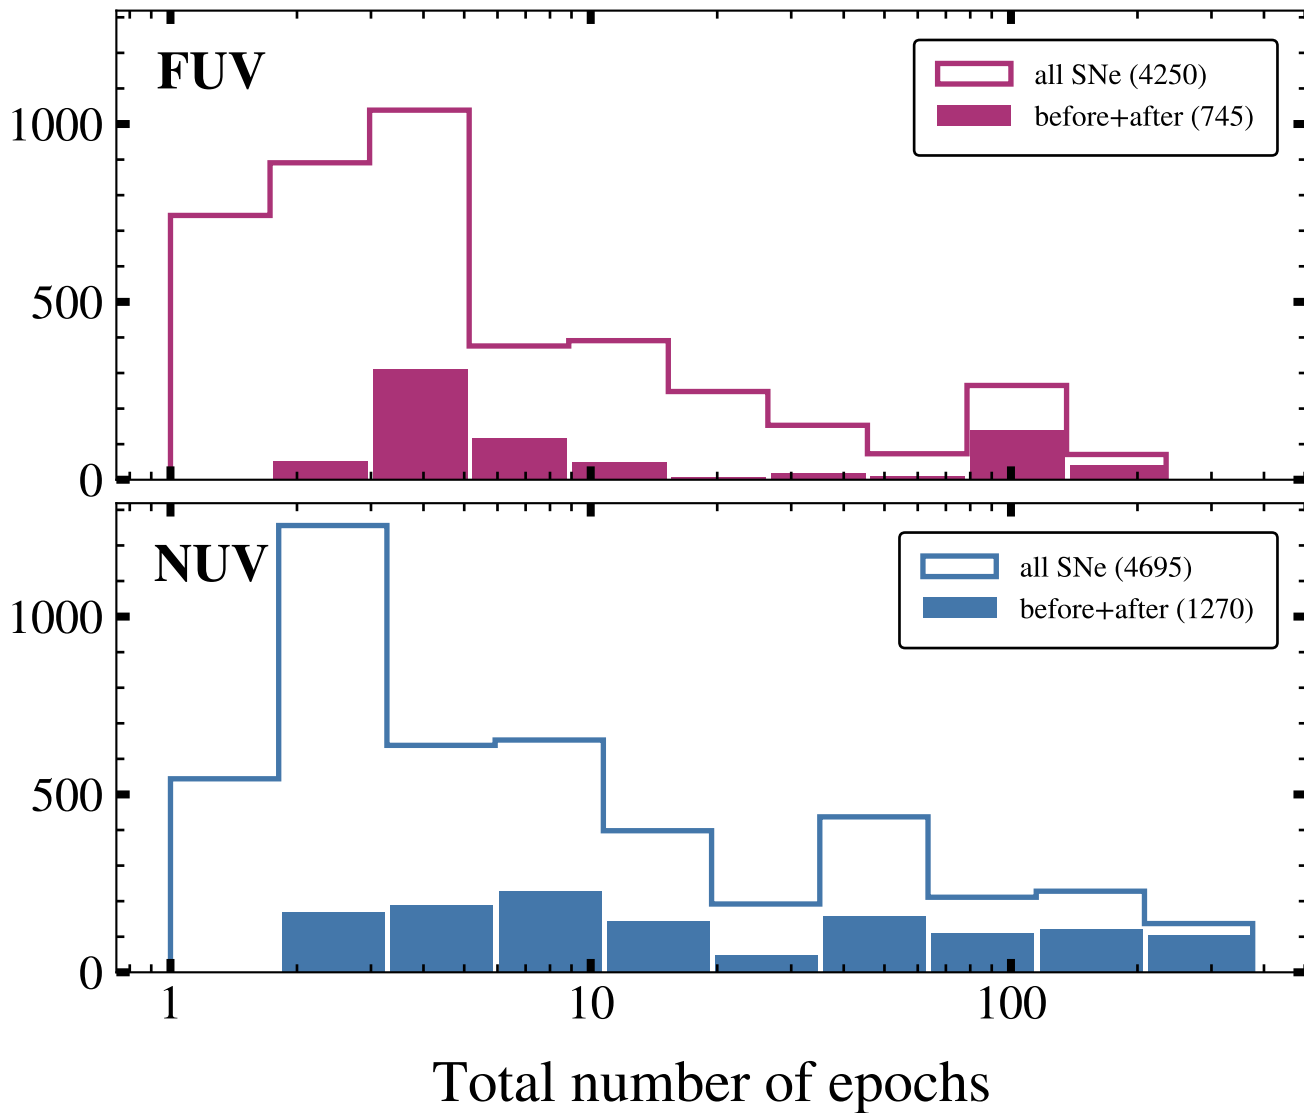 FUV
all SNe (4250)
before+after (745)
1000
500
0
NUV
all SNe (4695)
before+after (1270)
1000
500
0
1 10 100
Total number of epochs